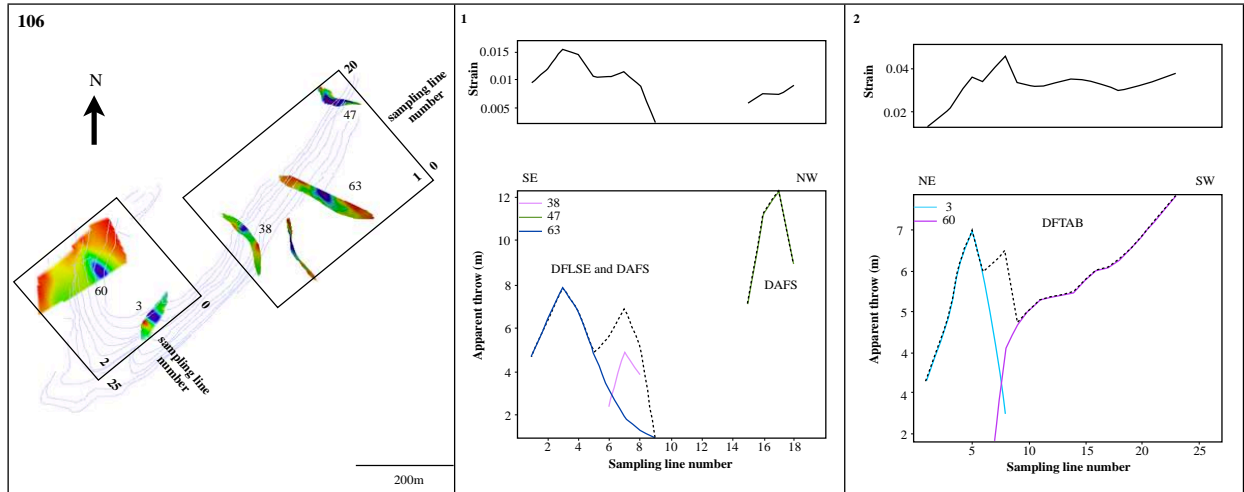 106
N
20
sampling line
number
47
1 0
63
38
60
3
0
sampling line
number
2
25
200m
1
Strain
0.015
0.01
0.005
SE
NW
Apparent throw (m)
12
10
8
6
4
2
38
47
63
DFLSE and DAFS
DAFS
2 4 6 8 10 12 14 16 18
Sampling line number
2
Strain
0.04
0.02
NE
SW
Apparent throw (m)
7
6
5
4
4
2
3
60
DFTAB
5 10 15 20 25
Sampling line number